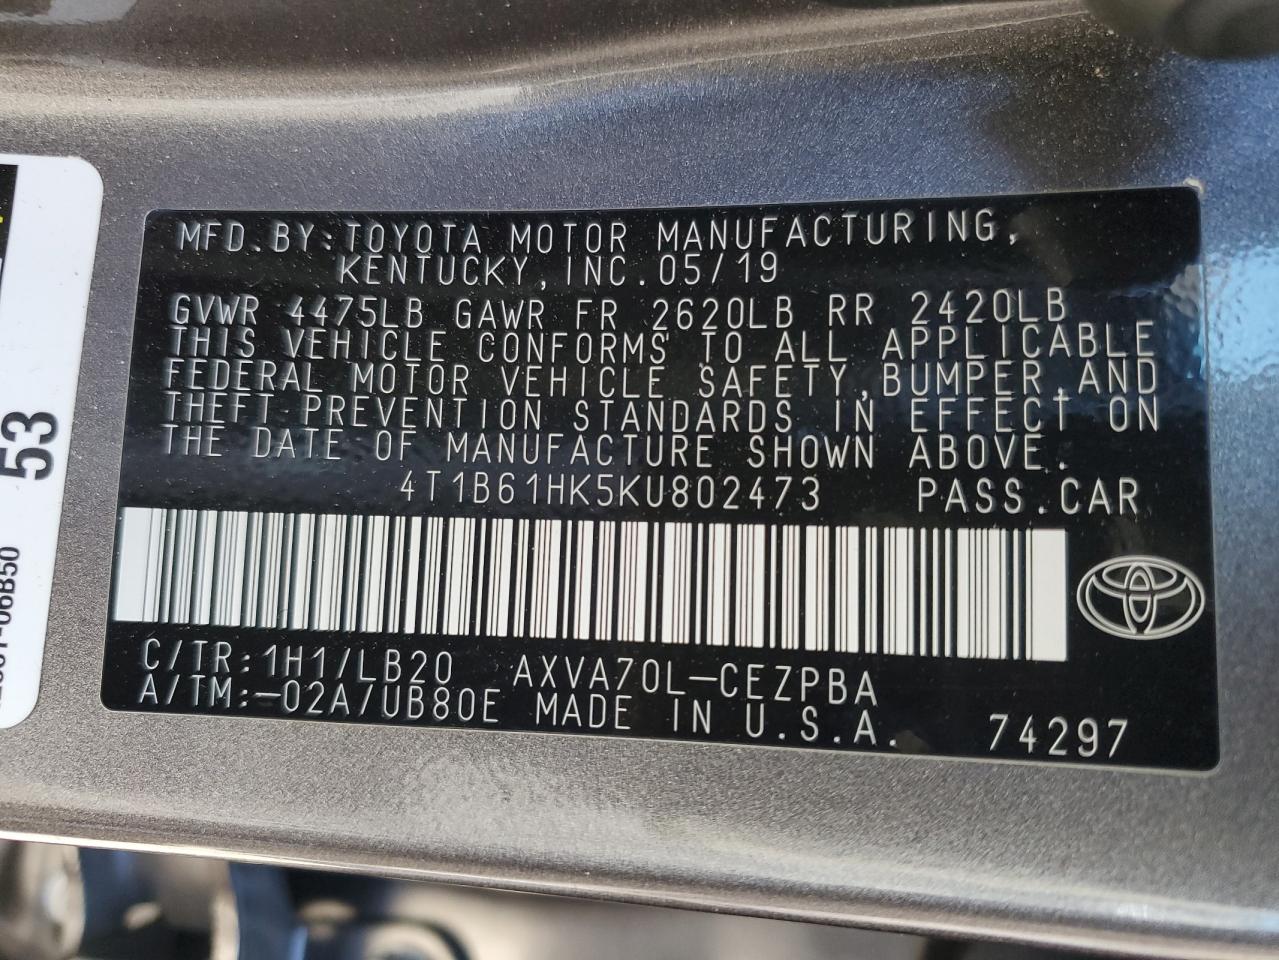 MFD.BY:TOYOTA MOTOR MANUFACTURING,
KENTUCKY,INC.05/19
GVWR 4475LB GAWR FR 2620LB RR 2420LB
THIS VEHICLE CONFORMS TO ALL APPLICABLE
FEDERAL MOTOR VEHICLE SAFETY,BUMPER,AND
THEFT PREVENTION STANDARDS IN EFFECT ON
THE DATE OF MANUFACTURE SHOWN ABOVE.
4T1B61HK5KU802473 PASS.CAR
C/TR:1H1/LB20 AXVA70L-CEZPBA
A/TM:-02A/UB80E MADE IN U.S.A. 74297
53